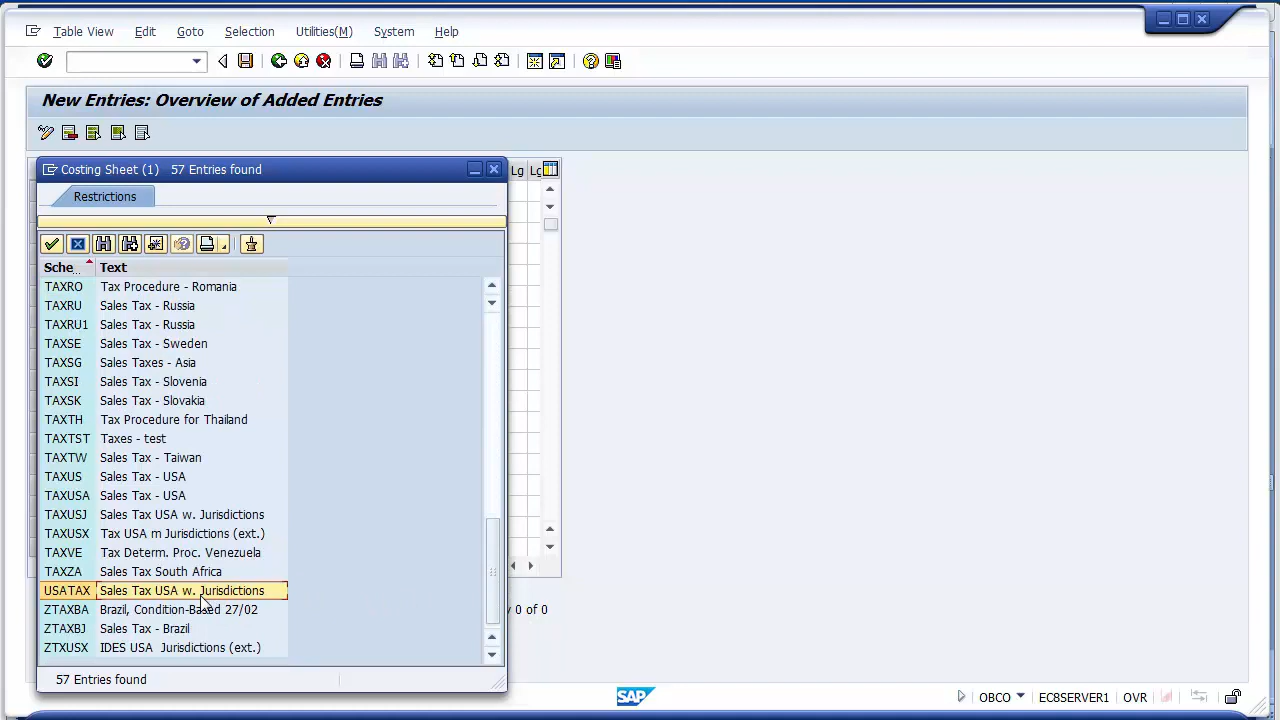 Table View Edit Goto Selection Utilities(M) System Help
New Entries: Overview of Added Entries
Costing Sheet (1) 57 Entries found
Lg Lg
Restrictions
Sche... Text
TAXRO Tax Procedure - Romania
TAXRU Sales Tax - Russia
TAXRU1 Sales Tax - Russia
TAXSE Sales Tax - Sweden
TAXSG Sales Taxes - Asia
TAXSI Sales Tax - Slovenia
TAXSK Sales Tax - Slovakia
TAXTH Tax Procedure for Thailand
TAXTST Taxes - test
TAXTW Sales Tax - Taiwan
TAXUS Sales Tax - USA
TAXUSA Sales Tax - USA
TAXUSJ Sales Tax USA w. Jurisdictions
TAXUSX Tax USA m Jurisdictions (ext.)
TAXVE Tax Determ. Proc. Venezuela
TAXZA Sales Tax South Africa
USATAX Sales Tax USA w. Jurisdictions
ZTAXBA Brazil, Condition-Based 27/02
y 0 of 0
ZTAXBJ Sales Tax - Brazil
ZTXUSX IDES USA Jurisdictions (ext.)
57 Entries found
SAP
OBCO ECBSERVER1 OVR